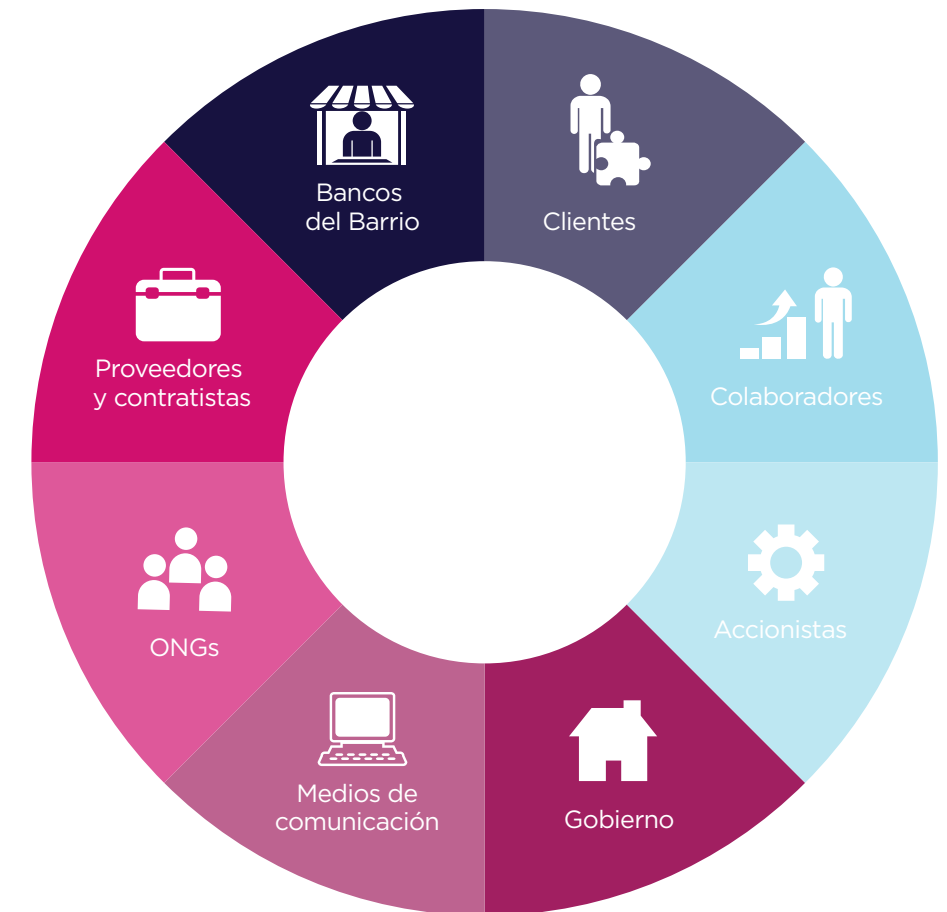 Bancos
del Barrio
Clientes
Colaboradores
Accionistas
Gobierno
Medios de
comunicación
ONGs
Proveedores
y contratistas